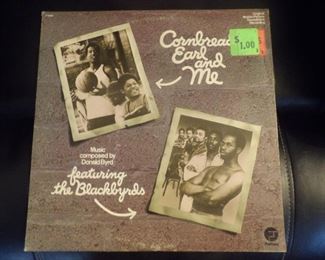 Cornbread,
Earl
and
Me
$
1.00
Music
composed by
Donald Byrd
featuring
the Blackbyrds